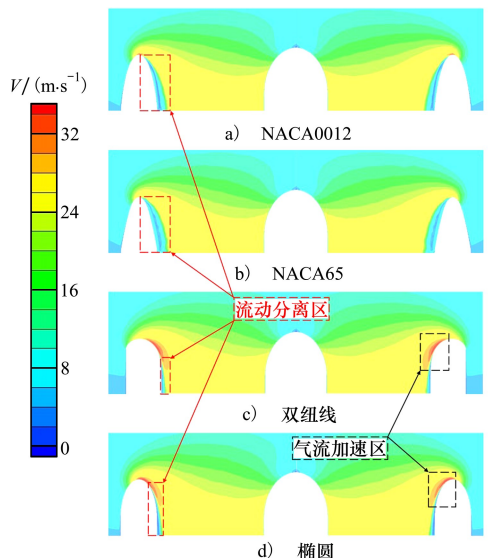 V/(m·s⁻¹)
32
24
16
8
0
a) NACA0012
b) NACA65
流动分离区
c) 双纽线
气流加速区
d) 椭圆